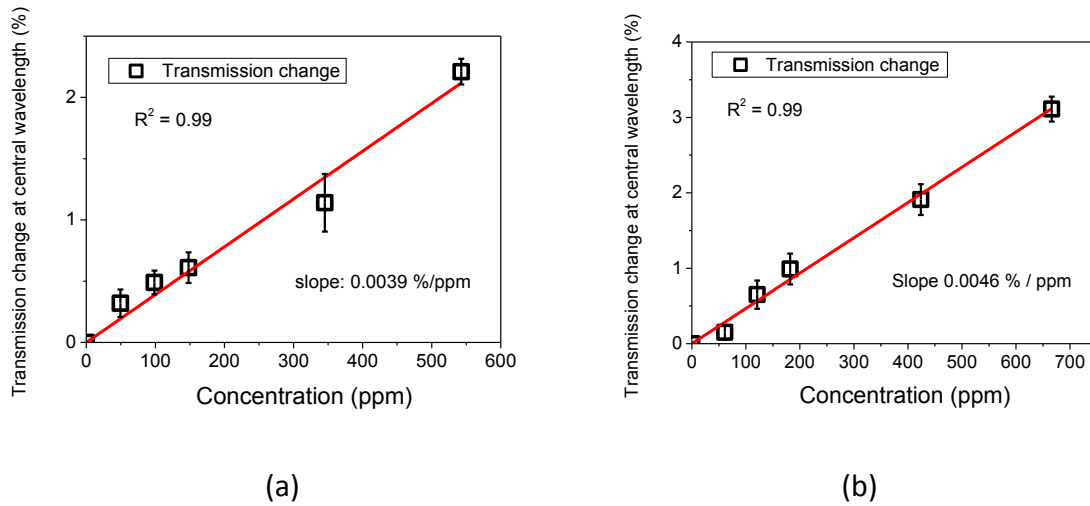 Transmission change at central wavelength (%)
Transmission change
R² = 0.99
slope: 0.0039 %/ppm
2
1
0
0 100 200 300 400 500 600
Concentration (ppm)
(a)
Transmission change at central wavelength (%)
Transmission change
R² = 0.99
Slope 0.0046 % / ppm
4
3
2
1
0
0 100 200 300 400 500 600 700
Concentration (ppm)
(b)